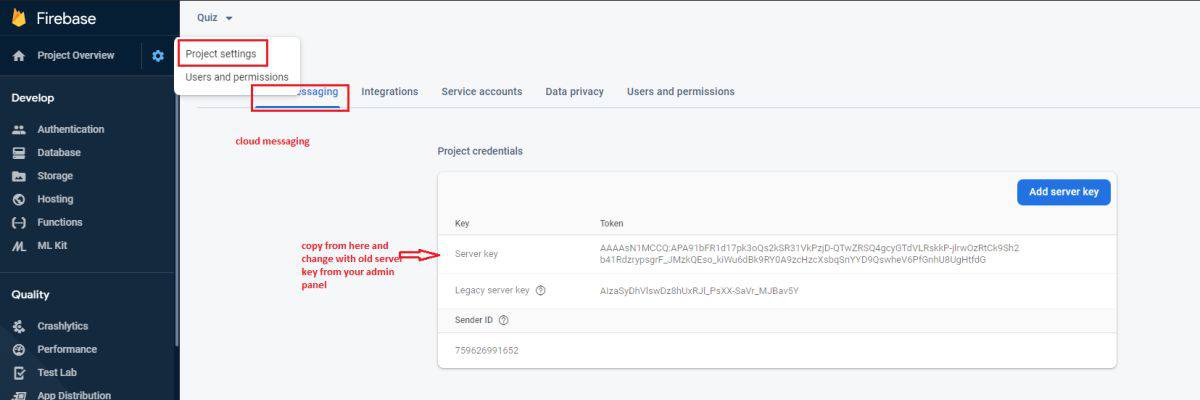 Firebase
Quiz
Project Overview
Project settings
Users and permissions
Develop
ssaging
Integrations
Service accounts
Data privacy
Users and permissions
Authentication
Database
Storage
Hosting
Functions
ML Kit
cloud messaging
Project credentials
Add server key
Key
Token
copy from here and
change with old server
key from your admin
panel
Server key
AAAAsN1MCCQ:APA91bFR1d17pk3oQs2kSR31VkPzjD-QTwZRSQ4gcyGTdVLRskkP-jlrwOzRtCk9Sh2
b41RdzrypsgrF_JMzkQEso_kiWu6dBk9RY0A9zcHzcXsbqSnYYD9QswheV6PfGnhU8UgHtfdG
Legacy server key
AIzaSyDhVlswDz8hUxRJl_PsXX-SaVr_MJBav5Y
Sender ID
759626991652
Quality
Crashlytics
Performance
Test Lab
App Distribution